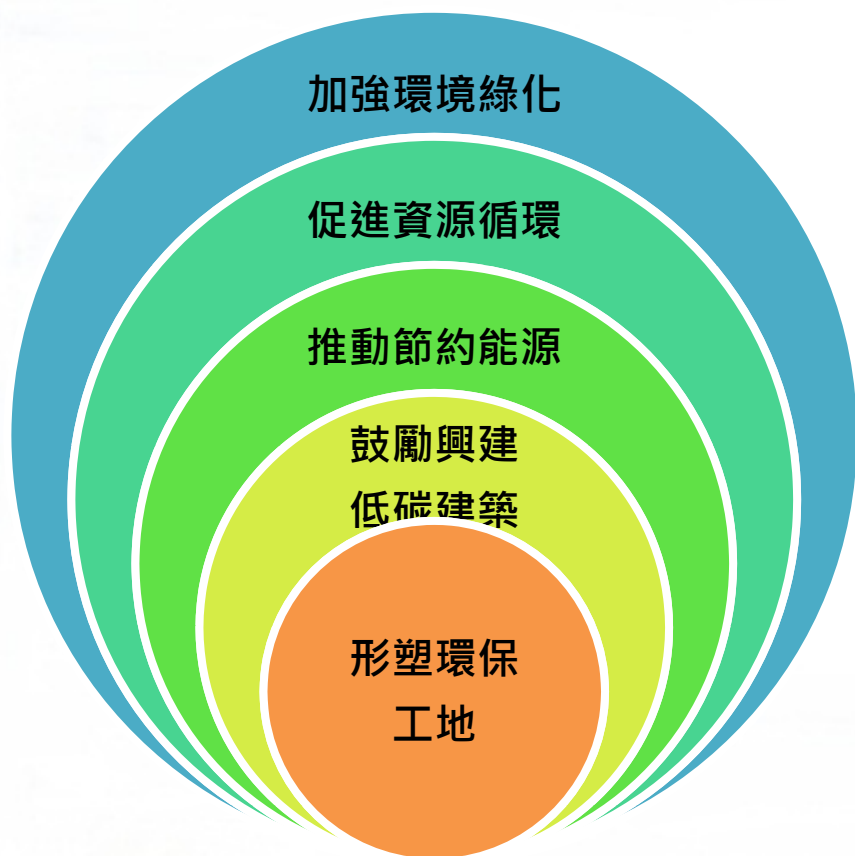 加強環境綠化
促進資源循環
推動節約能源
鼓勵興建
低碳建築
形塑環保
工地